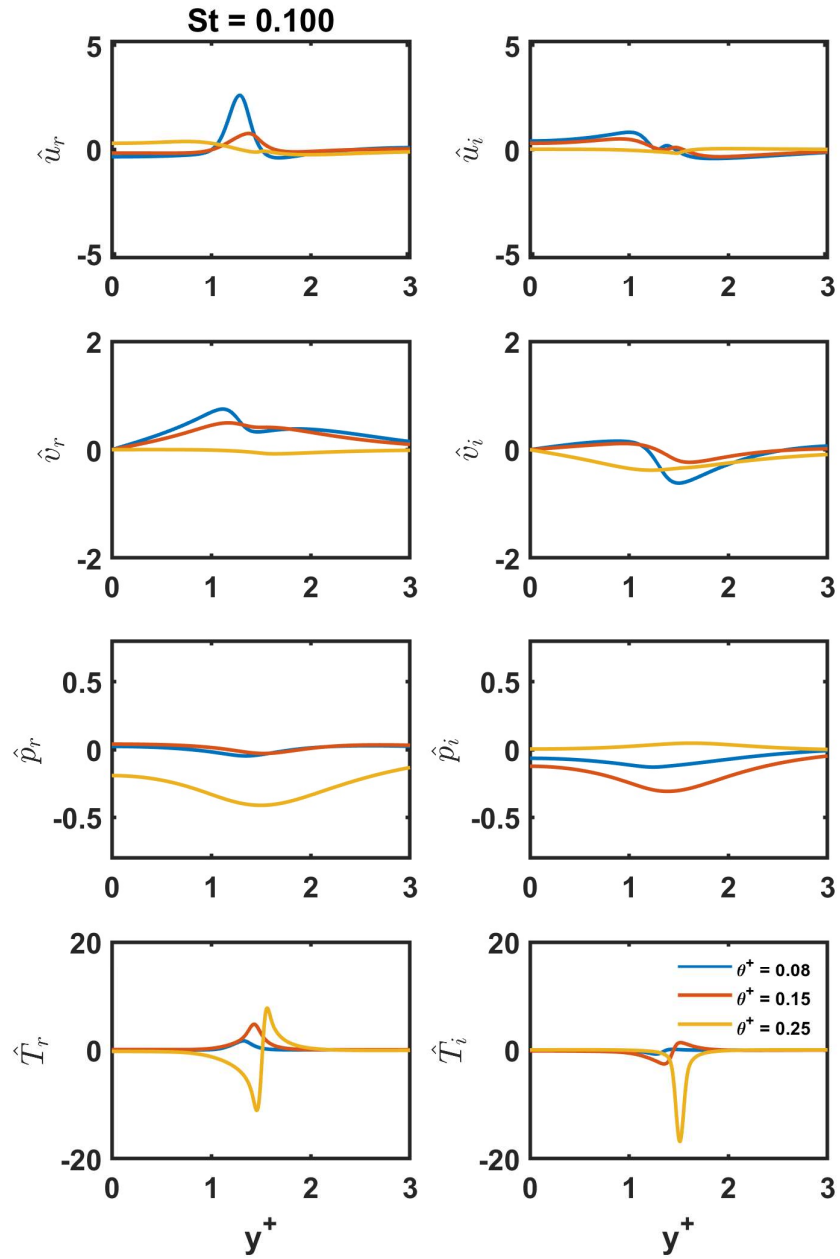 St = 0.100
5
0
-5
0 1 2 3
û_r
5
0
-5
0 1 2 3
û_i
2
0
-2
0 1 2 3
v̂_r
2
0
-2
0 1 2 3
v̂_i
0.5
0
-0.5
0 1 2 3
p̂_r
0.5
0
-0.5
0 1 2 3
p̂_i
20
0
-20
0 1 2 3
T̂_r
y⁺
20
0
-20
0 1 2 3
T̂_i
θ⁺ = 0.08
θ⁺ = 0.15
θ⁺ = 0.25
y⁺